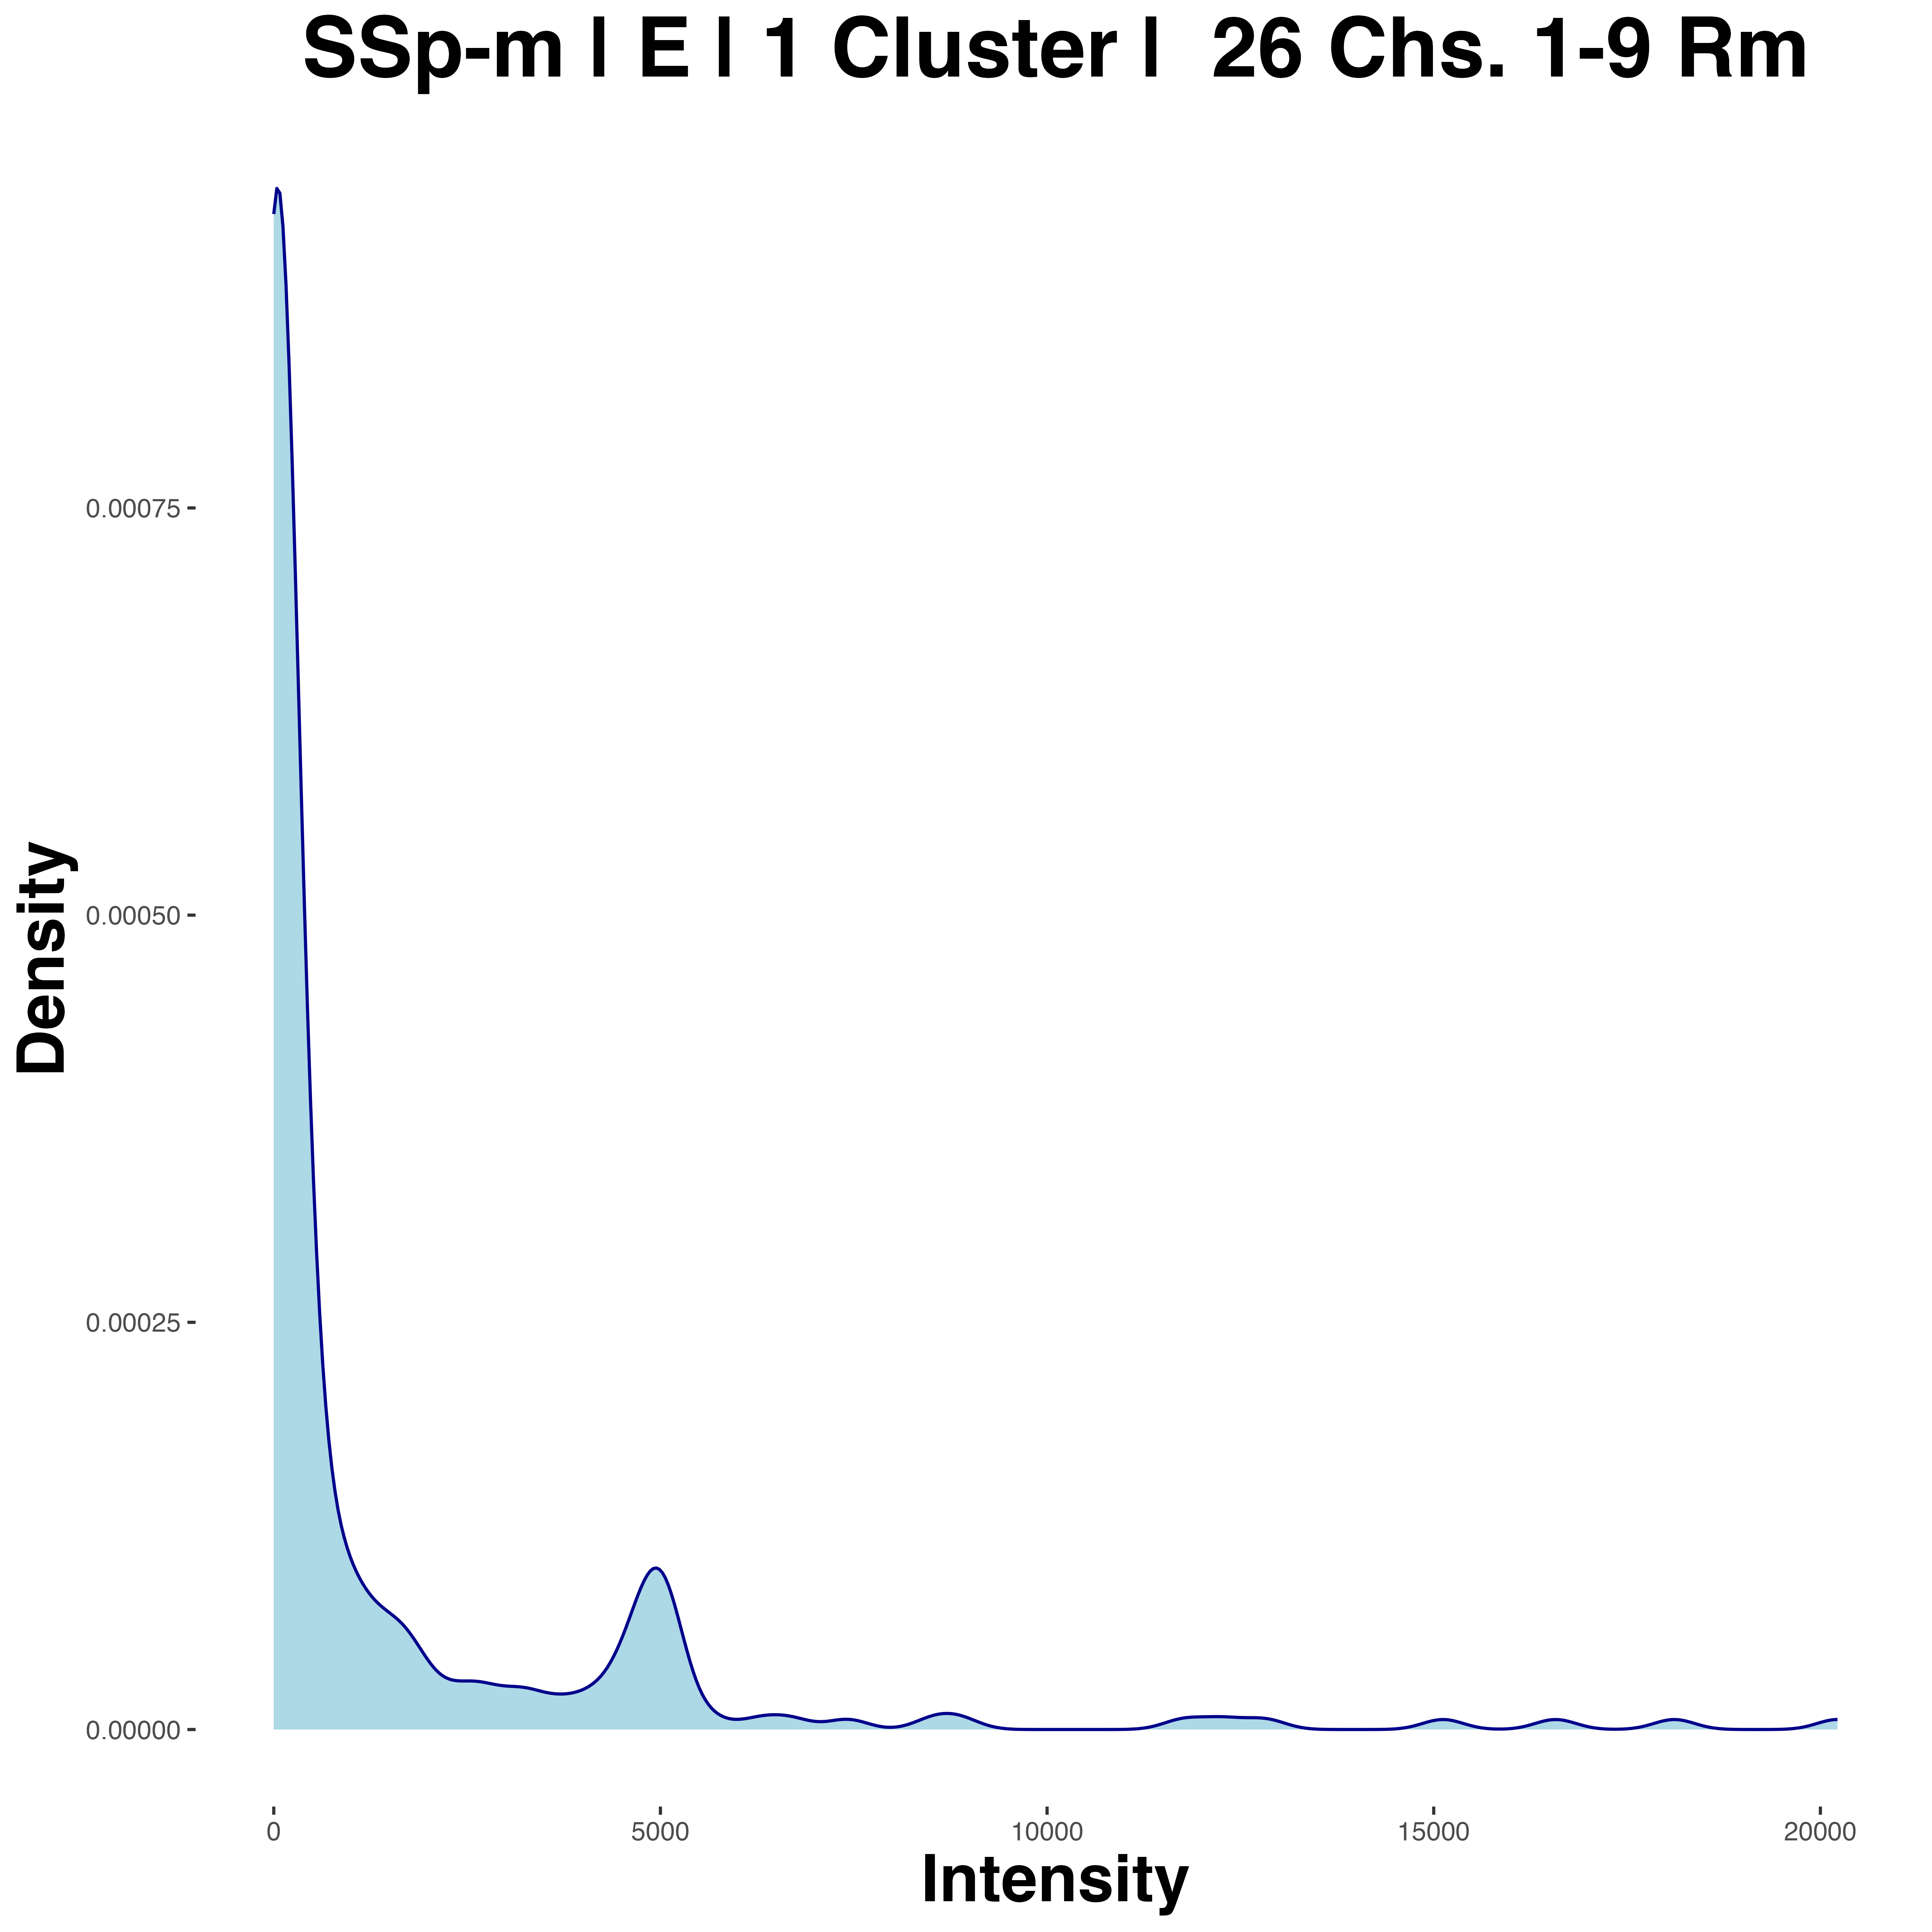 SSp-m | E | 1 Cluster |  26 Chs. 1-9 Rm
Density
0.00075
0.00050
0.00025
0.00000
0 5000 10000 15000 20000
Intensity